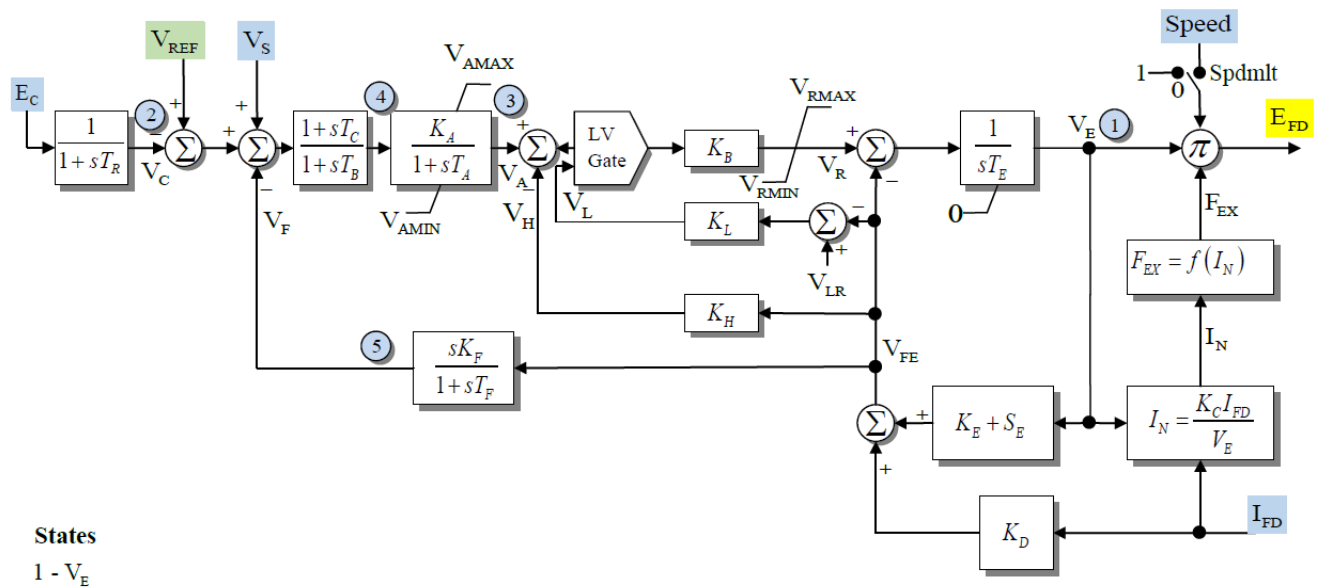 V_REF
V_S
Speed
V_AMAX
1
Spdmlt
0
E_C
2
4
3
V_RMAX
E_FD
+
+
+
1
−
+
1+sT_C
K_A
+
LV
+
1
V_E
1
1+sT_R
Σ
Σ
1+sT_B
1+sT_A
Σ
Gate
K_B
Σ
sT_E
π
V_C
−
V_A
−
V_R
−
V_RMIN
0
V_F
V_AMIN
V_H
V_L
K_L
Σ
−
F_EX
+
V_LR
F_EX = f(I_N)
K_H
5
sK_F
V_FE
I_N
1+sT_F
Σ
+
K_E + S_E
I_N = K_C I_FD
V_E
+
K_D
I_FD
States
1 - V_E